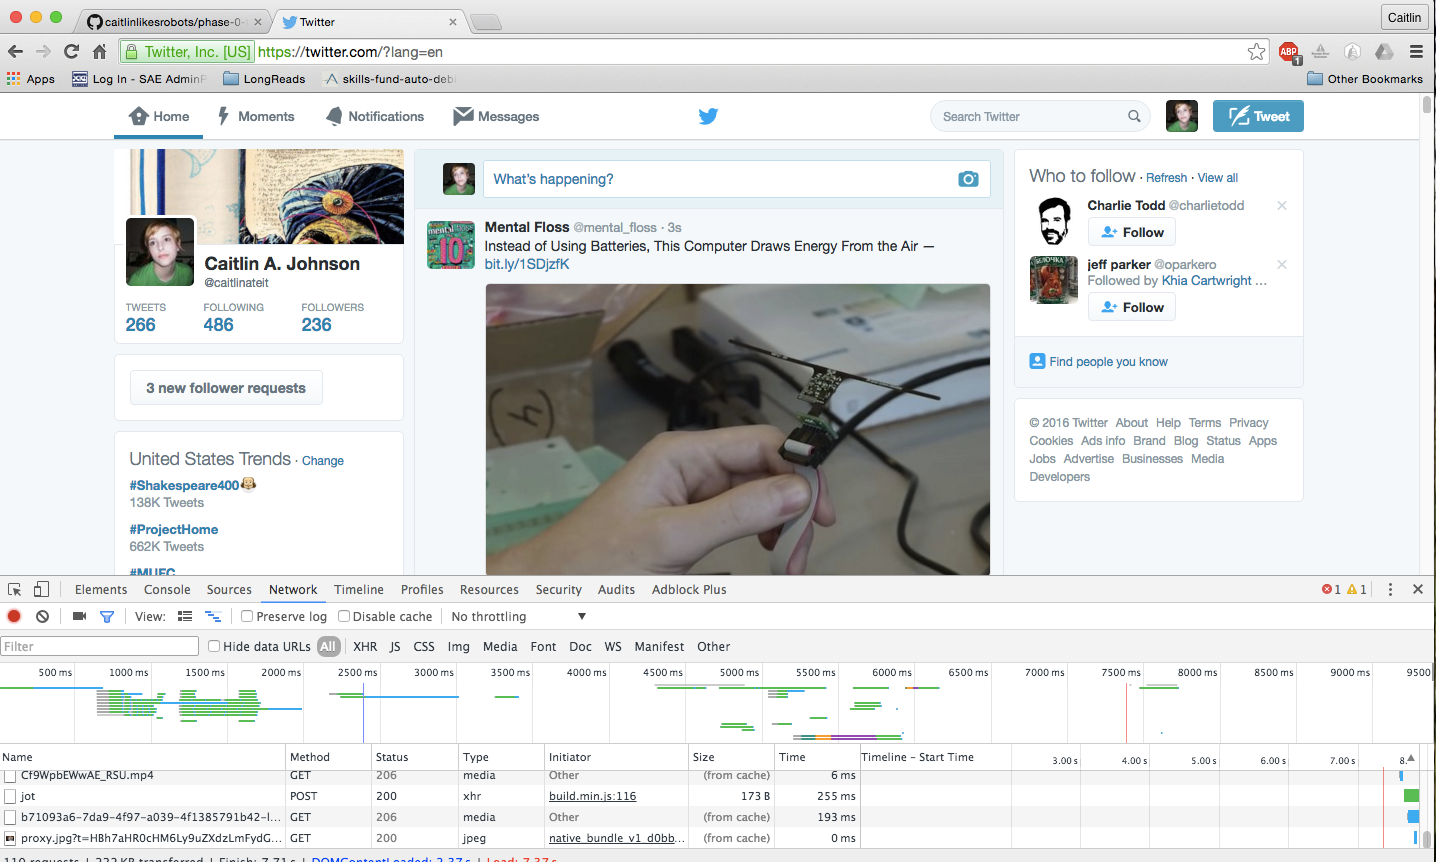 caitlinlikesrobots/phase-0-
Twitter
Caitlin
Twitter, Inc. [US] https://twitter.com/?lang=en
ABP
1
Apps
Log In - SAE AdminP
LongReads
skills-fund-auto-debi
Other Bookmarks
Home
Moments
Notifications
Messages
Search Twitter
Tweet
Caitlin A. Johnson
@caitlinateit
TWEETS FOLLOWING FOLLOWERS
266 486 236
3 new follower requests
United States Trends · Change
#Shakespeare400
138K Tweets
#ProjectHome
662K Tweets
#MUFC
What's happening?
Mental Floss @mental_floss · 3s
Instead of Using Batteries, This Computer Draws Energy From the Air —
bit.ly/1SDjzfK
mental
10
Who to follow · Refresh · View all
Charlie Todd @charlietodd
Follow
jeff parker @oparkero
Followed by Khia Cartwright ...
Follow
Find people you know
© 2016 Twitter About Help Terms Privacy
Cookies Ads info Brand Blog Status Apps
Jobs Advertise Businesses Media
Developers
Elements Console Sources Network Timeline Profiles Resources Security Audits Adblock Plus
1 1
View: Preserve log Disable cache No throttling
Filter Hide data URLs All XHR JS CSS Img Media Font Doc WS Manifest Other
500 ms 1000 ms 1500 ms 2000 ms 2500 ms 3000 ms 3500 ms 4000 ms 4500 ms 5000 ms 5500 ms 6000 ms 6500 ms 7000 ms 7500 ms 8000 ms 8500 ms 9000 ms 9500
Name Method Status Type Initiator Size Time Timeline – Start Time 3.00 s 4.00 s 5.00 s 6.00 s 7.00 s 8.
Cf9WpbEWwAE_RSU.mp4 GET 206 media Other (from cache) 6 ms
jot POST 200 xhr build.min.js:116 173 B 255 ms
b71093a6-7da9-4f97-a039-4f1385791b42-l... GET 206 media Other (from cache) 193 ms
proxy.jpg?t=HBh7aHR0cHM6Ly9uZXdzLmFydG... GET 200 jpeg native_bundle_v1_d0bb... (from cache) 0 ms
110 requests | 222 KB transferred | Finish: 7.71 s | DOMContentLoaded: 2.37 s | Load: 7.37 s